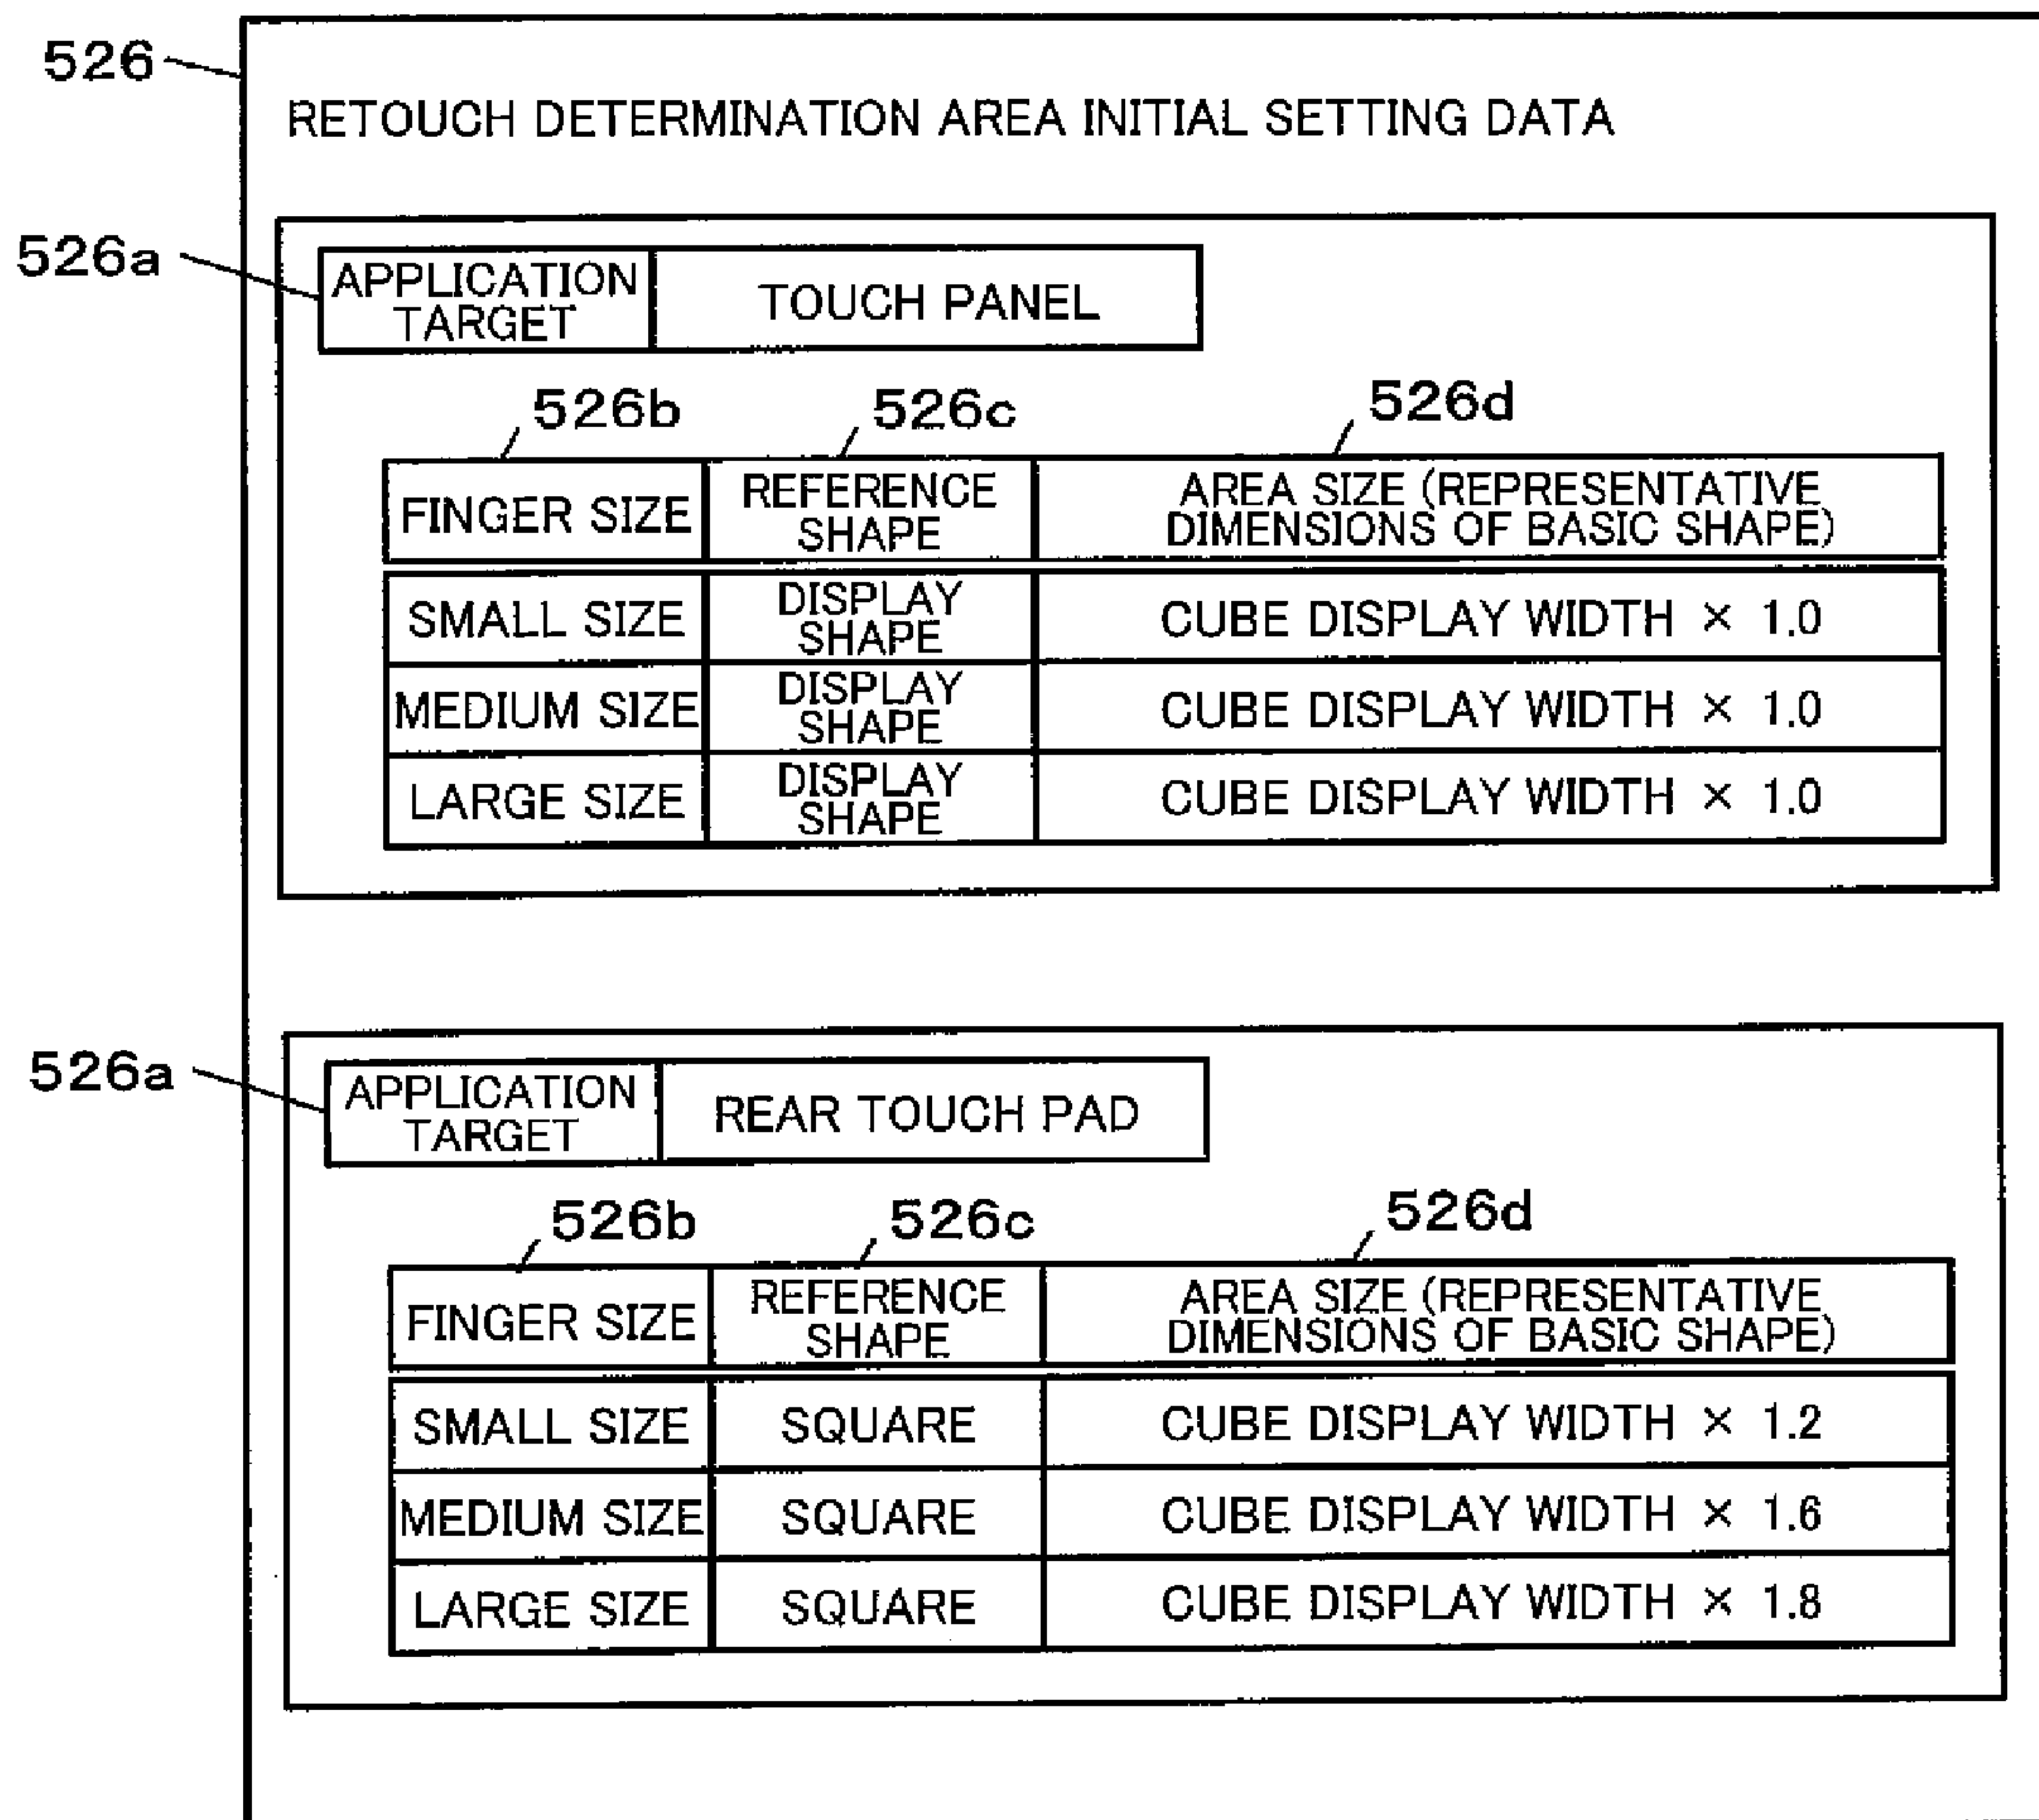 526
RETOUCH DETERMINATION AREA INITIAL SETTING DATA
526a
APPLICATION
TARGET
TOUCH PANEL
526b
526c
526d
FINGER SIZE
REFERENCE
SHAPE
AREA SIZE (REPRESENTATIVE
DIMENSIONS OF BASIC SHAPE)
SMALL SIZE
DISPLAY
SHAPE
CUBE DISPLAY WIDTH × 1.0
MEDIUM SIZE
DISPLAY
SHAPE
CUBE DISPLAY WIDTH × 1.0
LARGE SIZE
DISPLAY
SHAPE
CUBE DISPLAY WIDTH × 1.0
526a
APPLICATION
TARGET
REAR TOUCH PAD
526b
526c
526d
FINGER SIZE
REFERENCE
SHAPE
AREA SIZE (REPRESENTATIVE
DIMENSIONS OF BASIC SHAPE)
SMALL SIZE
SQUARE
CUBE DISPLAY WIDTH × 1.2
MEDIUM SIZE
SQUARE
CUBE DISPLAY WIDTH × 1.6
LARGE SIZE
SQUARE
CUBE DISPLAY WIDTH × 1.8